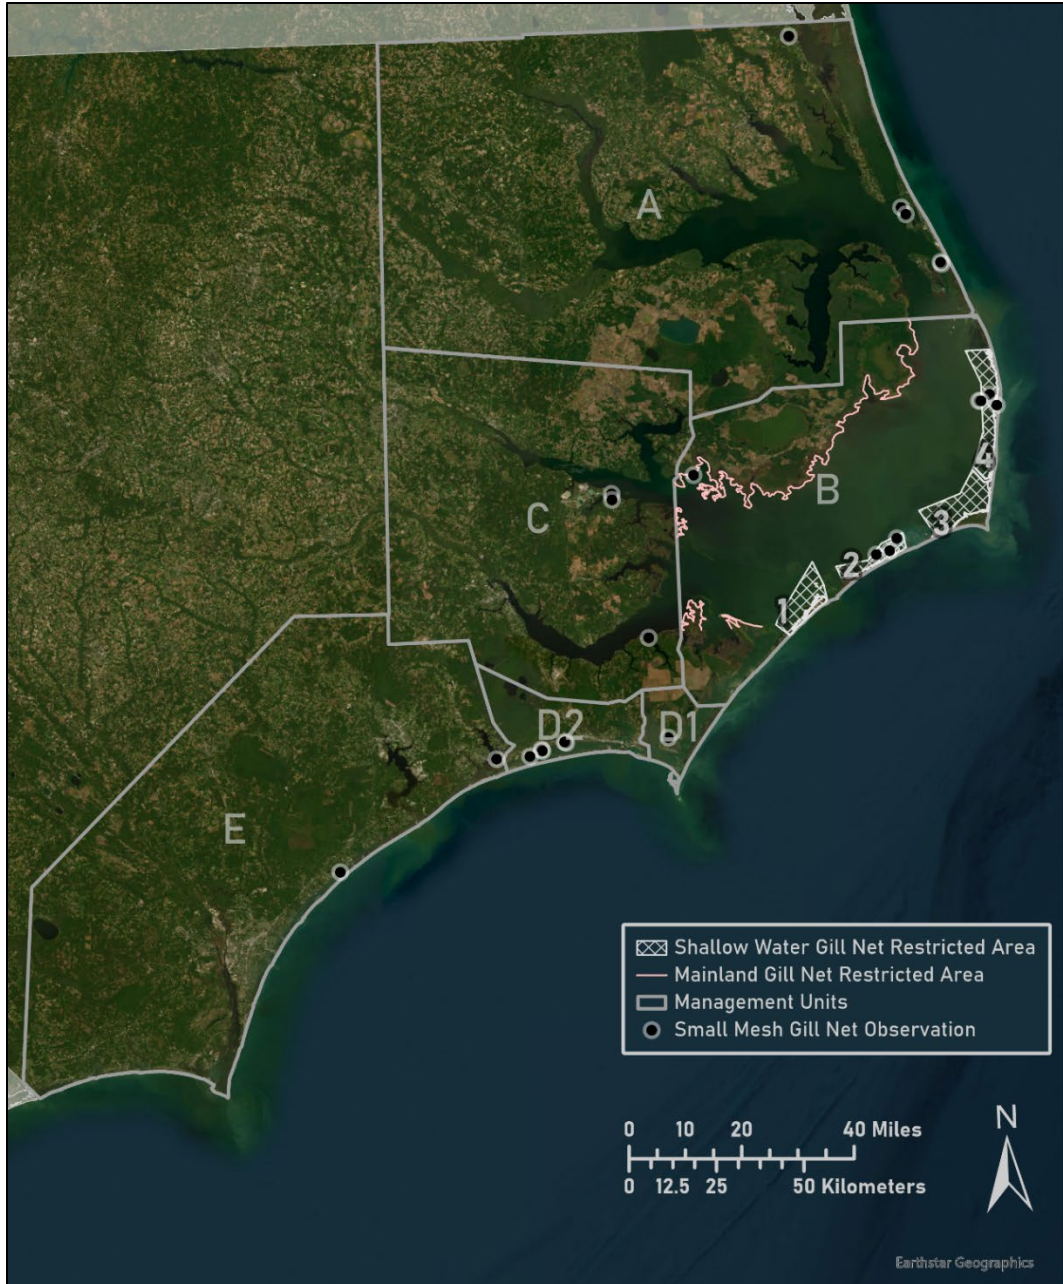 A
B
C
4
3
2
1
D2
D1
E
Shallow Water Gill Net Restricted Area
Mainland Gill Net Restricted Area
Management Units
Small Mesh Gill Net Observation
N
0 10 20 40 Miles
0 12.5 25 50 Kilometers
Earthstar Geographics